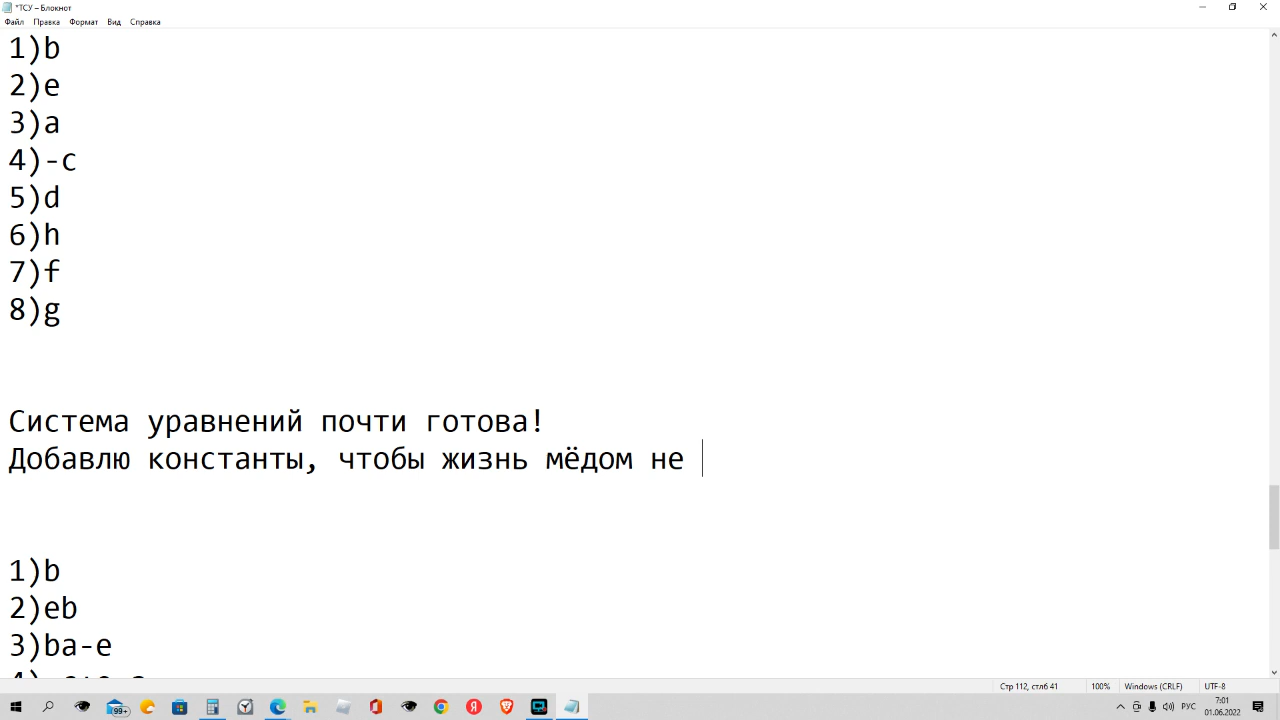 *ТСУ – Блокнот
Файл Правка Формат Вид Справка
1)b
2)e
3)a
4)-c
5)d
6)h
7)f
8)g
Система уравнений почти готова!
Добавлю константы, чтобы жизнь мёдом не
1)b
2)eb
3)ba-e
Стр 112, стлб 41 100% Windows (CRLF) UTF-8
99+ РУС 7:01
01.06.2022